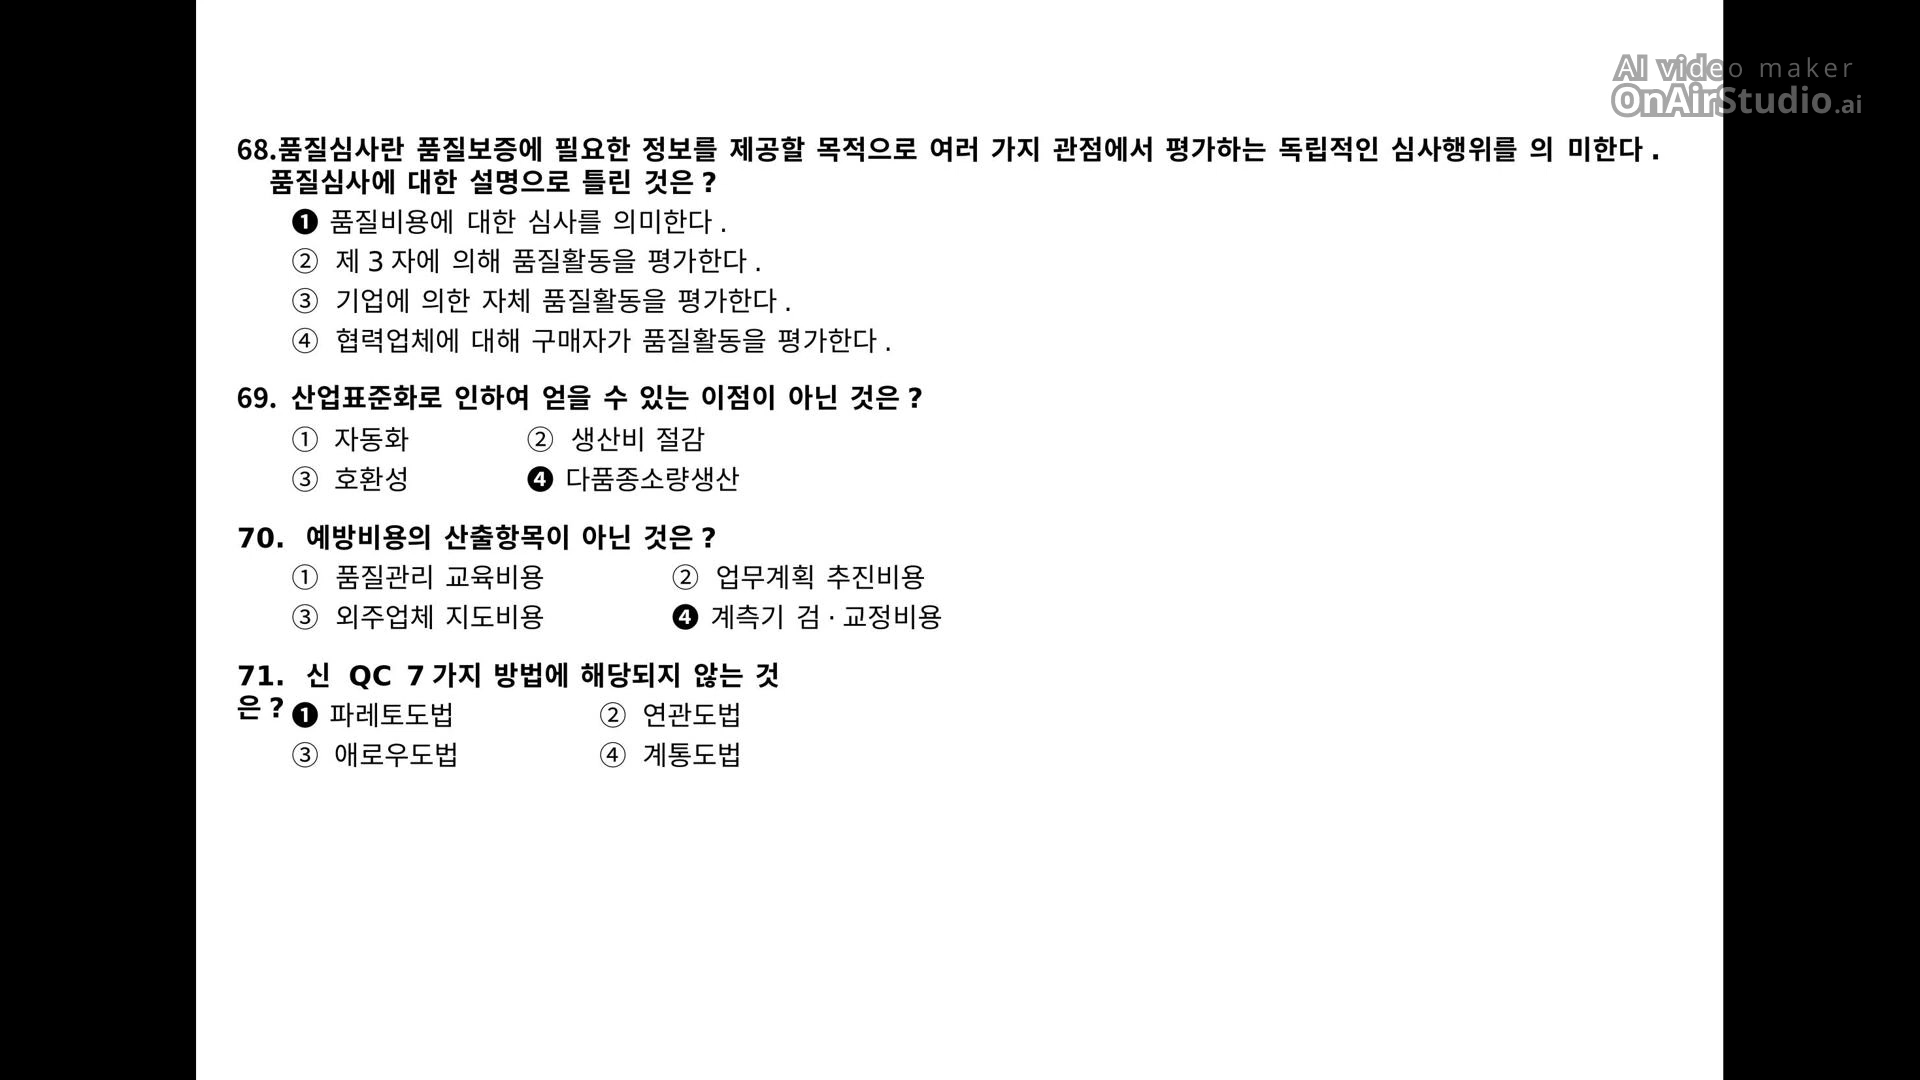 AI video maker
OnAirStudio.ai
68.품질심사란 품질보증에 필요한 정보를 제공할 목적으로 여러 가지 관점에서 평가하는 독립적인 심사행위를 의 미한다 .
품질심사에 대한 설명으로 틀린 것은 ?
❶ 품질비용에 대한 심사를 의미한다 .
② 제 3 자에 의해 품질활동을 평가한다 .
③ 기업에 의한 자체 품질활동을 평가한다 .
④ 협력업체에 대해 구매자가 품질활동을 평가한다 .
69. 산업표준화로 인하여 얻을 수 있는 이점이 아닌 것은 ?
① 자동화 ② 생산비 절감
③ 호환성 ❹ 다품종소량생산
70. 예방비용의 산출항목이 아닌 것은 ?
① 품질관리 교육비용 ② 업무계획 추진비용
③ 외주업체 지도비용 ❹ 계측기 검 · 교정비용
71. 신 QC 7 가지 방법에 해당되지 않는 것
은 ? ❶ 파레토도법 ② 연관도법
③ 애로우도법 ④ 계통도법